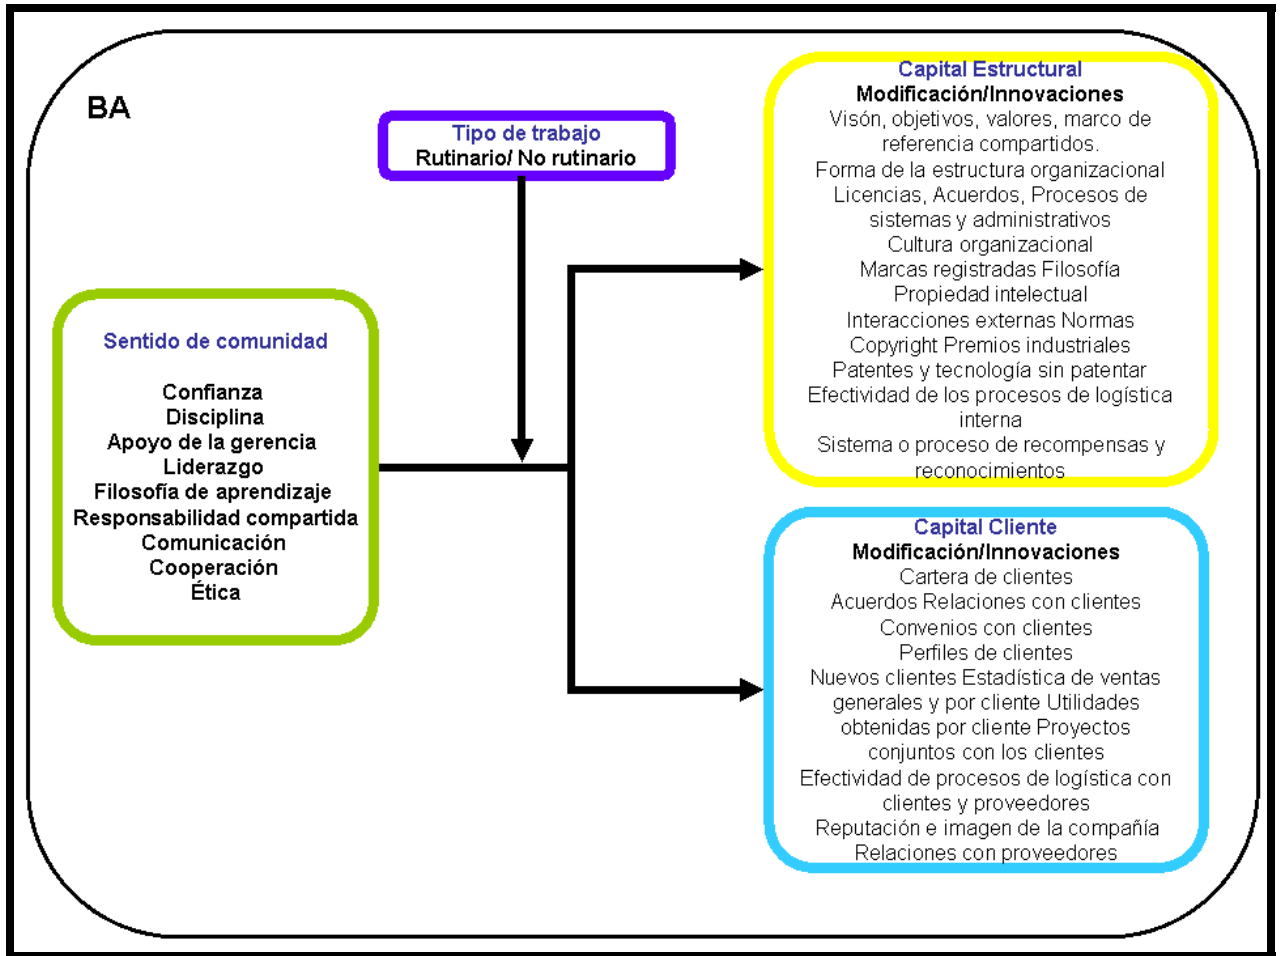 BA
Tipo de trabajo
Rutinario/ No rutinario
Sentido de comunidad
Confianza
Disciplina
Apoyo de la gerencia
Liderazgo
Filosofía de aprendizaje
Responsabilidad compartida
Comunicación
Cooperación
Ética
Capital Estructural
Modificación/Innovaciones
Visón, objetivos, valores, marco de
referencia compartidos.
Forma de la estructura organizacional
Licencias, Acuerdos, Procesos de
sistemas y administrativos
Cultura organizacional
Marcas registradas Filosofía
Propiedad intelectual
Interacciones externas Normas
Copyright Premios industriales
Patentes y tecnología sin patentar
Efectividad de los procesos de logística
interna
Sistema o proceso de recompensas y
reconocimientos
Capital Cliente
Modificación/Innovaciones
Cartera de clientes
Acuerdos Relaciones con clientes
Convenios con clientes
Perfiles de clientes
Nuevos clientes Estadística de ventas
generales y por cliente Utilidades
obtenidas por cliente Proyectos
conjuntos con los clientes
Efectividad de procesos de logística con
clientes y proveedores
Reputación e imagen de la compañía
Relaciones con proveedores